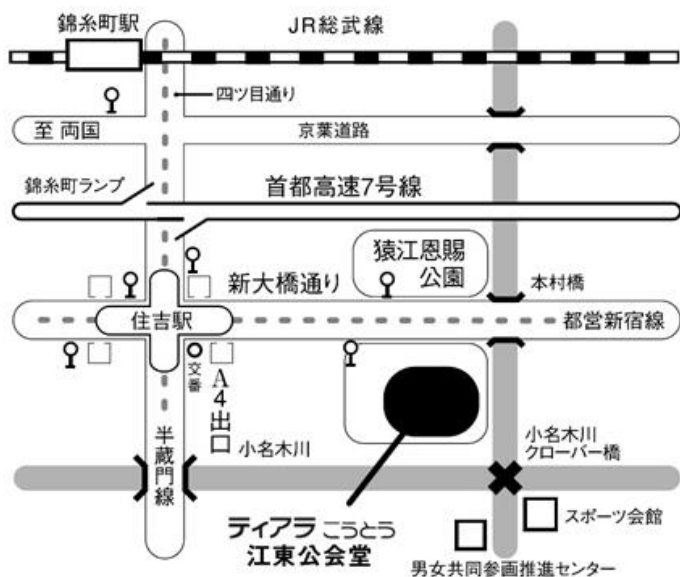 錦糸町駅
JR総武線
四ツ目通り
至 両国
京葉道路
錦糸町ランプ
首都高速7号線
猿江恩賜
公園
新大橋通り
本村橋
住吉駅
都営新宿線
交番
A4出口
半蔵門線
小名木川
小名木川
クローバー橋
ティアラ こうとう
江東公会堂
スポーツ会館
男女共同参画推進センター